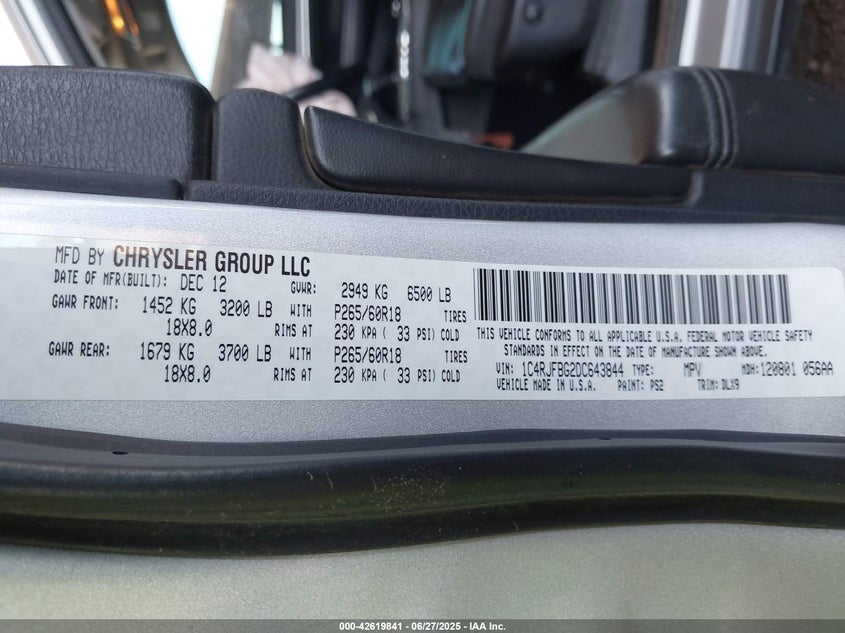 MFD BY CHRYSLER GROUP LLC
DATE OF MFR(BUILT): DEC 12 GVWR: 2949 KG 6500 LB
GAWR FRONT: 1452 KG 3200 LB WITH P265/60R18 TIRES
18X8.0 RIMS AT 230 KPA ( 33 PSI) COLD
GAWR REAR: 1679 KG 3700 LB WITH P265/60R18 TIRES
18X8.0 RIMS AT 230 KPA ( 33 PSI) COLD
THIS VEHICLE CONFORMS TO ALL APPLICABLE U.S.A. FEDERAL MOTOR VEHICLE SAFETY
STANDARDS IN EFFECT ON THE DATE OF MANUFACTURE SHOWN ABOVE.
VIN: 1C4RJFBG2DC643844 TYPE: MPV MDH: 120801 056AA
VEHICLE MADE IN U.S.A. PAINT: PS2 TRIM: DLX9
000-42619841 - 06/27/2025 - IAA Inc.